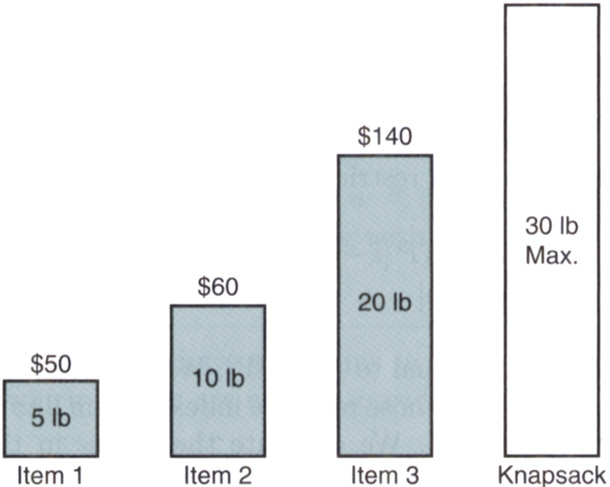 $50
5 lb
Item 1
$60
10 lb
Item 2
$140
20 lb
Item 3
30 lb
Max.
Knapsack